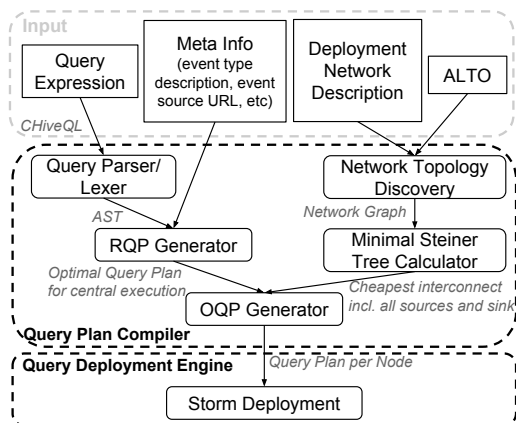 Input
Query
Expression
Meta Info
(event type
description, event
source URL, etc)
Deployment
Network
Description
ALTO
CHiveQL
Query Parser/
Lexer
Network Topology
Discovery
AST
Network Graph
RQP Generator
Minimal Steiner
Tree Calculator
Optimal Query Plan
for central execution
Cheapest interconnect
incl. all sources and sink
OQP Generator
Query Plan Compiler
Query Deployment Engine
Query Plan per Node
Storm Deployment